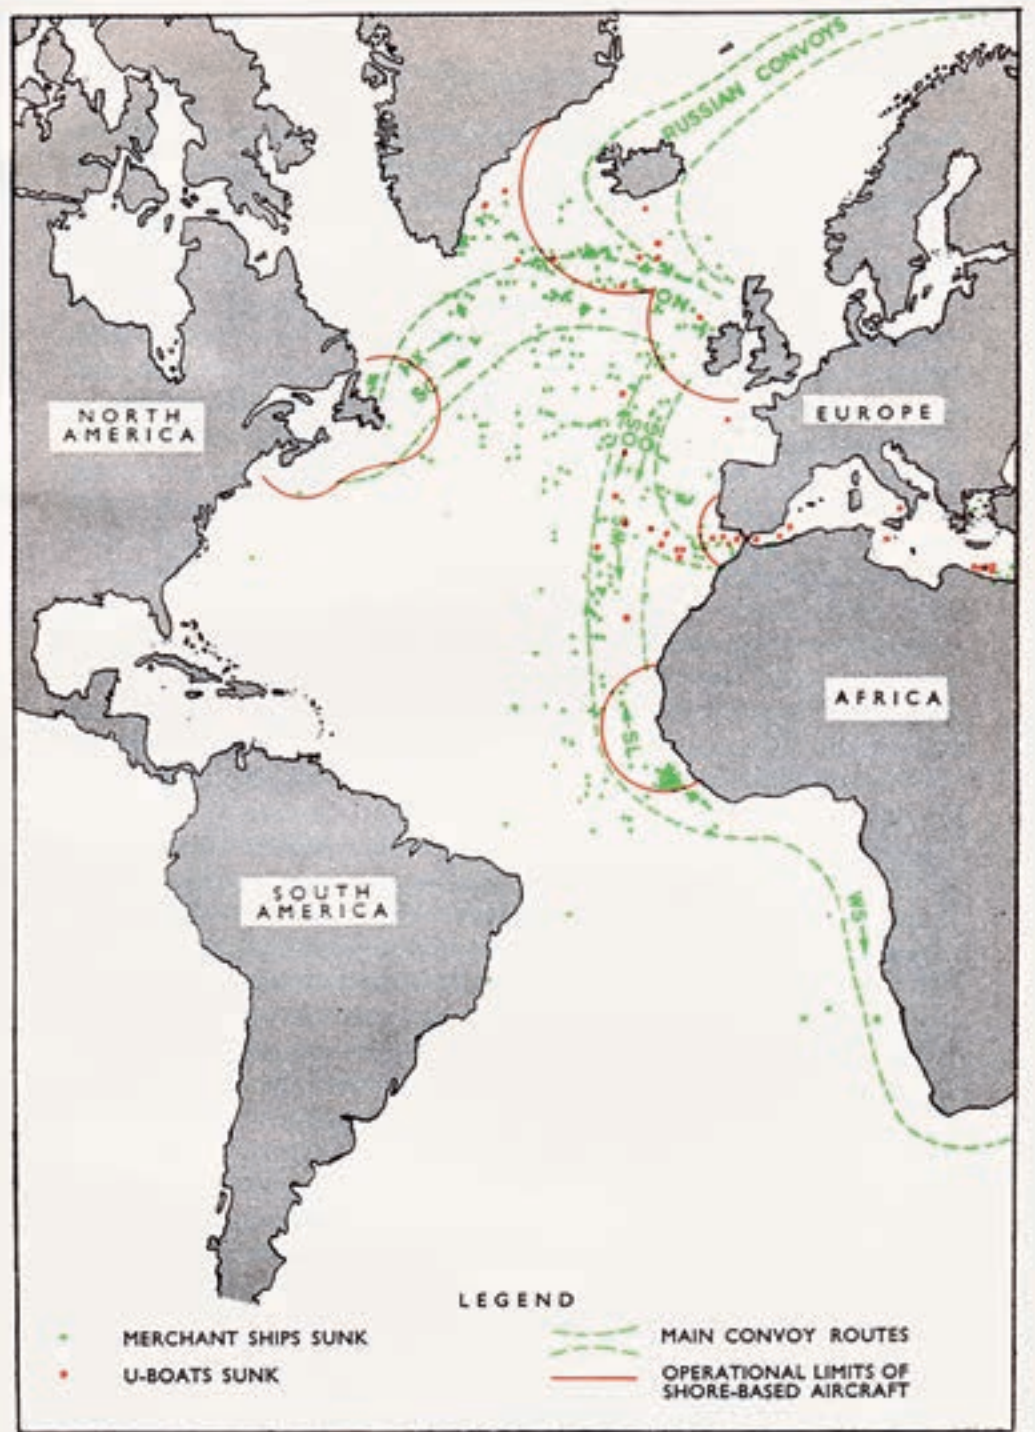 RUSSIAN CONVOYS
ON
NORTH
AMERICA
EUROPE
AFRICA
SL
SOUTH
AMERICA
WS
LEGEND
MERCHANT SHIPS SUNK
U-BOATS SUNK
MAIN CONVOY ROUTES
OPERATIONAL LIMITS OF
SHORE-BASED AIRCRAFT